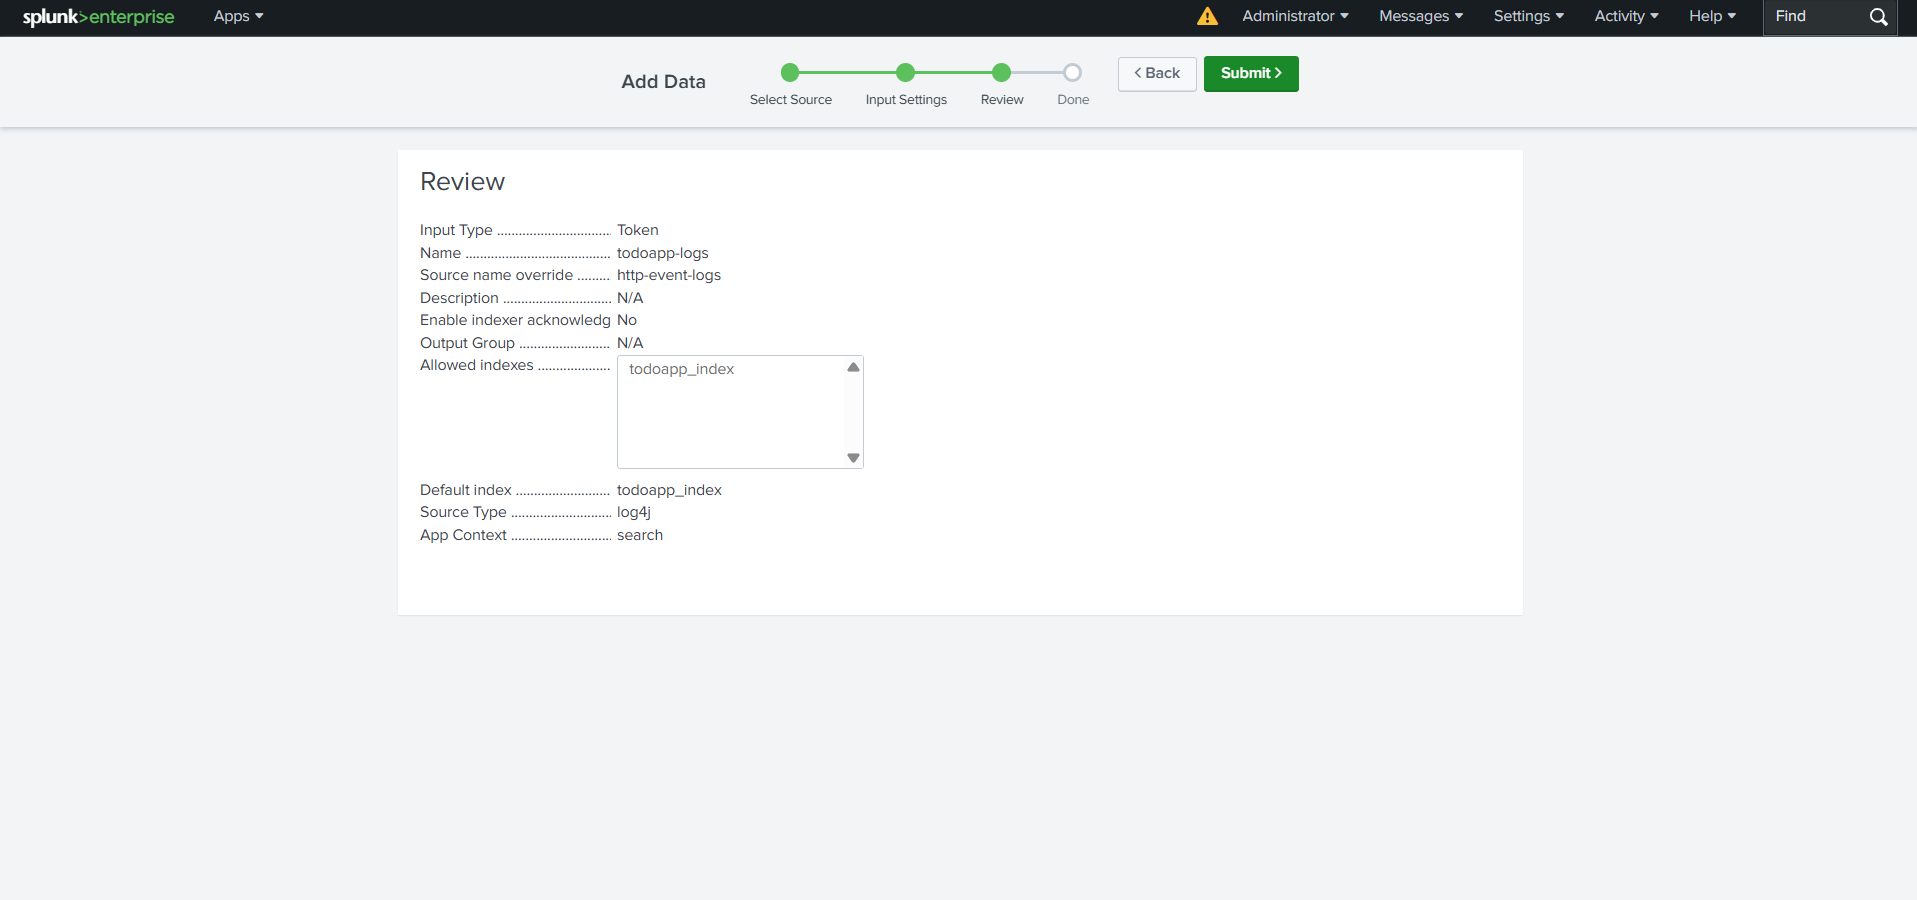 splunk>enterprise Apps Administrator Messages Settings Activity Help Find
Add Data
Select Source Input Settings Review Done
< Back Submit >
Review
Input Type ............................... Token
Name ....................................... todoapp-logs
Source name override ......... http-event-logs
Description .............................. N/A
Enable indexer acknowledg No
Output Group ......................... N/A
Allowed indexes .................... todoapp_index
Default index .......................... todoapp_index
Source Type ........................... log4j
App Context ........................... search